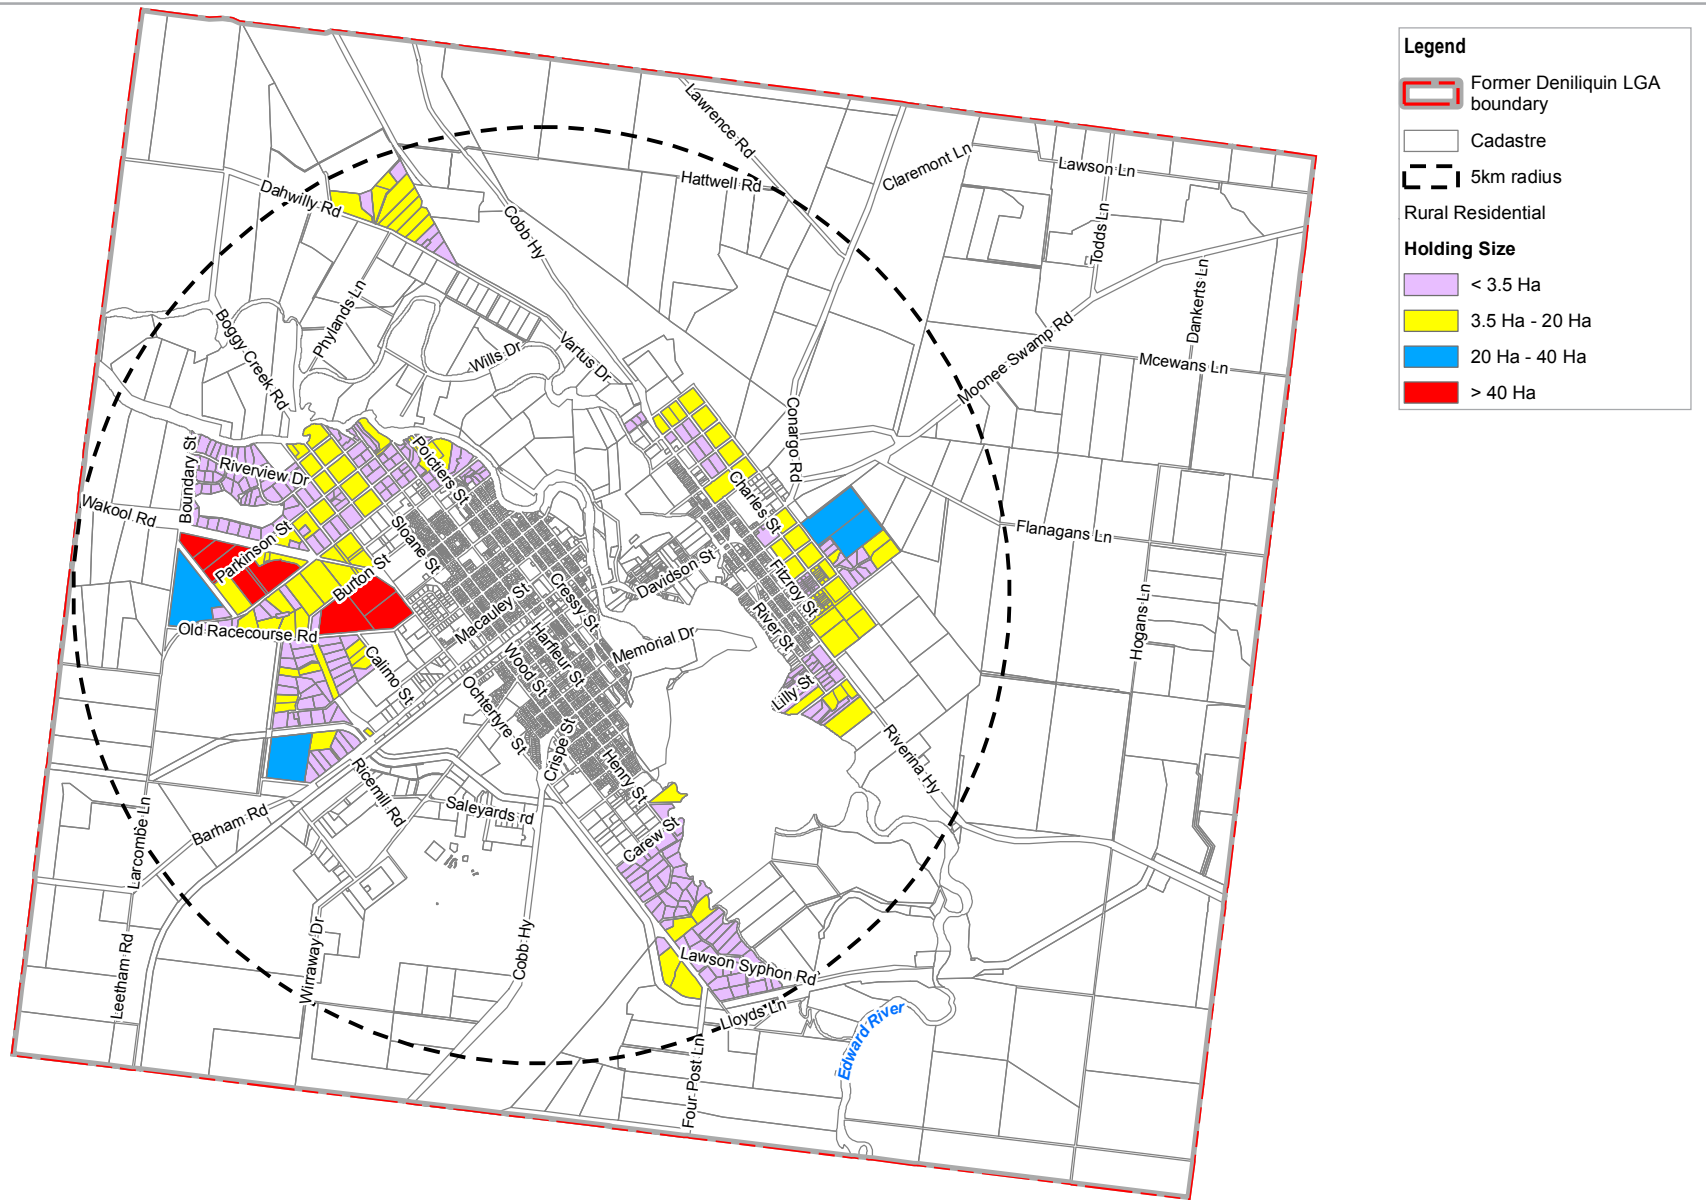 Legend
Former Deniliquin LGA
boundary
Cadastre
5km radius
Rural Residential
Holding Size
< 3.5 Ha
3.5 Ha - 20 Ha
20 Ha - 40 Ha
> 40 Ha
Lawrence Rd
Hattwell Rd
Claremont Ln
Lawson Ln
Todds Ln
Dankerts Ln
Dahwilly Rd
Cobb Hy
Phylands Ln
Boggy Creek Rd
Wills Dr
Vartus Dr
Moonee Swamp Rd
Mcewans Ln
Conargo Rd
Boundary St
Riverview Dr
Poictiers St
Charles St
Wakool Rd
Sloane St
Flanagans Ln
Parkinson St
Burton St
Davidson St
Fitzroy St
Cressy St
Macauley St
River St
Hogans Ln
Old Racecourse Rd
Harfleur St
Memorial Dr
Wood St
Calimo St
Lilly St
Ochtertyre St
Crispe St
Riverina Hy
Henry St
Ricemill Rd
Saleyards rd
Barham Rd
Larcombe Ln
Carew St
Leetham Rd
Wirraway Dr
Cobb Hy
Lawson Syphon Rd
Lloyds Ln
Edward River
Four Post Ln